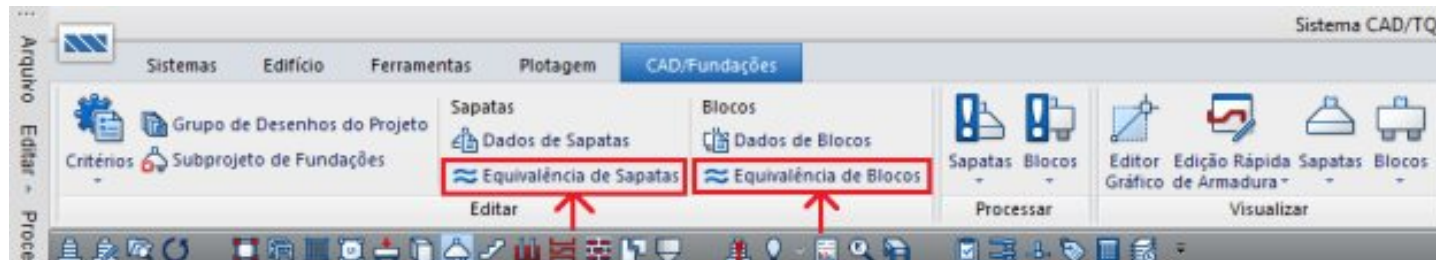 Sistema CAD/TQ
Arquivo Editar Proce
Sistemas Edifício Ferramentas Plotagem CAD/Fundações
Critérios
Grupo de Desenhos do Projeto
Subprojeto de Fundações
Sapatas
Dados de Sapatas
Equivalência de Sapatas
Blocos
Dados de Blocos
Equivalência de Blocos
Editar
Sapatas Blocos
Processar
Editor Gráfico
Edição Rápida de Armadura
Sapatas Blocos
Visualizar